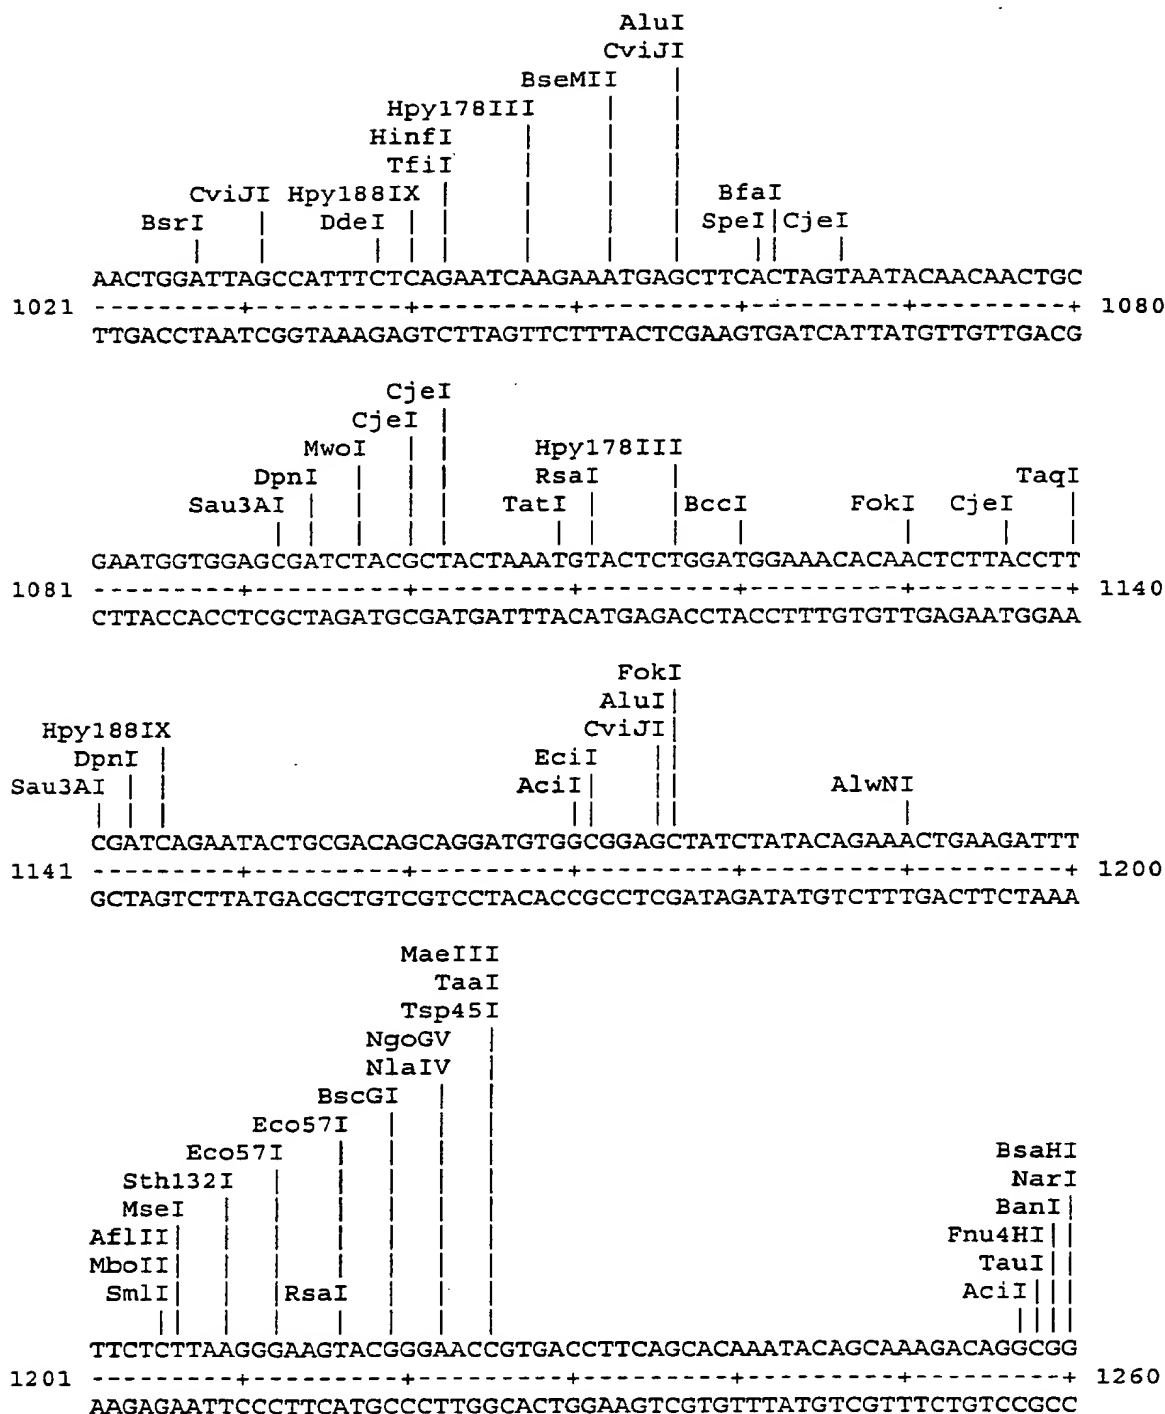 AluI
CviJI
BseMII
Hpy178III
HinfI
TfiI
CviJI Hpy188IX BfaI
BsrI DdeI SpeI CjeI
AACTGGATTAGCCATTTCTCAGAATCAAGAAATGAGCTTCACTAGTAATACAACAACTGC
1021 ---------+---------+---------+---------+---------+---------+ 1080
TTGACCTAATCGGTAAAGAGTCTTAGTTCTTTACTCGAAGTGATCATTATGTTGTTGACG
CjeI
CjeI
MwoI Hpy178III
DpnI RsaI TaqI
Sau3AI TatI BccI FokI CjeI
GAATGGTGGAGCGATCTACGCTACTAAATGTACTCTGGATGGAAACACAACTCTTACCTT
1081 ---------+---------+---------+---------+---------+---------+ 1140
CTTACCACCTCGCTAGATGCGATGATTTACATGAGACCTACCTTTGTGTTGAGAATGGAA
FokI
AluI
Hpy188IX CviJI
DpnI EciI
Sau3AI AciI AlwNI
CGATCAGAATACTGCGACAGCAGGATGTGGCGGAGCTATCTATACAGAAACTGAAGATTT
1141 ---------+---------+---------+---------+---------+---------+ 1200
GCTAGTCTTATGACGCTGTCGTCCTACACCGCCTCGATAGATATGTCTTTGACTTCTAAA
MaeIII
TaaI
Tsp45I
NgoGV
NlaIV
BscGI
Eco57I
Eco57I BsaHI
Sth132I NarI
MseI BanI
AflII Fnu4HI
MboII TauI
SmlI RsaI AciI
TTCTCTTAAGGGAAGTACGGGAACCGTGACCTTCAGCACAAATACAGCAAAGACAGGCGG
1201 ---------+---------+---------+---------+---------+---------+ 1260
AAGAGAATTCCCTTCATGCCCTTGGCACTGGAAGTCGTGTTTATGTCGTTTCTGTCCGCC